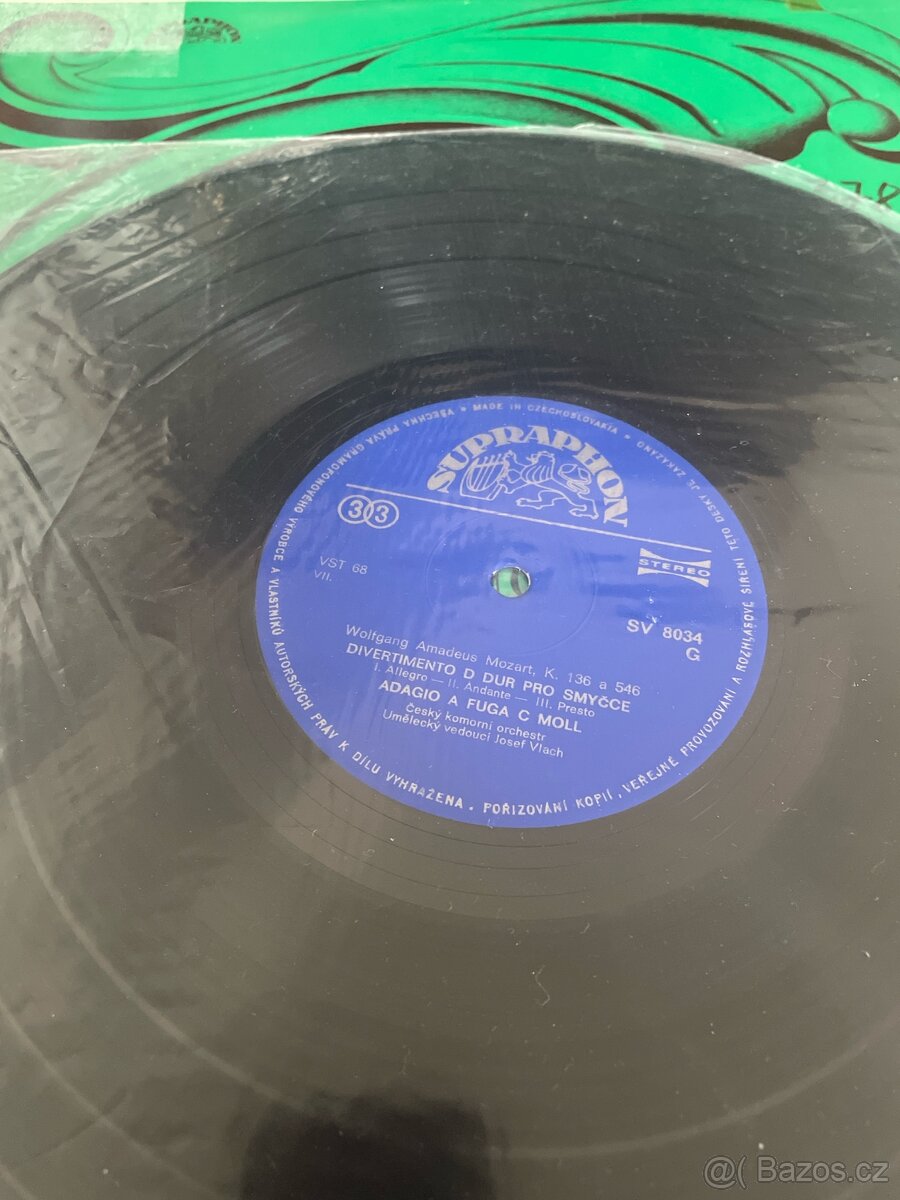 SUPRAPHON
VŠECHNA PRÁVA GRAMOFONOVÉHO VÝROBCE A VLASTNÍKŮ AUTORSKÝCH PRÁV K DÍLU VYHRAŽENA • POŘIZOVÁNÍ KOPIÍ, VEŘEJNÉ PROVOZOVÁNÍ A ROZHLASOVÉ ŠÍŘENÍ TÉTO DESKY JE ZAKÁZÁNO • MADE IN CZECHOSLOVAKIA •
SUPRAPHON
33
STEREO
VST 68
VII.
SV 8034
G
Wolfgang Amadeus Mozart, K. 136 a 546
DIVERTIMENTO D DUR PRO SMYČCE
I. Allegro — II. Andante — III. Presto
ADAGIO A FUGA C MOLL
Český komorní orchestr
Umělecký vedoucí Josef Vlach
@( Bazos.cz